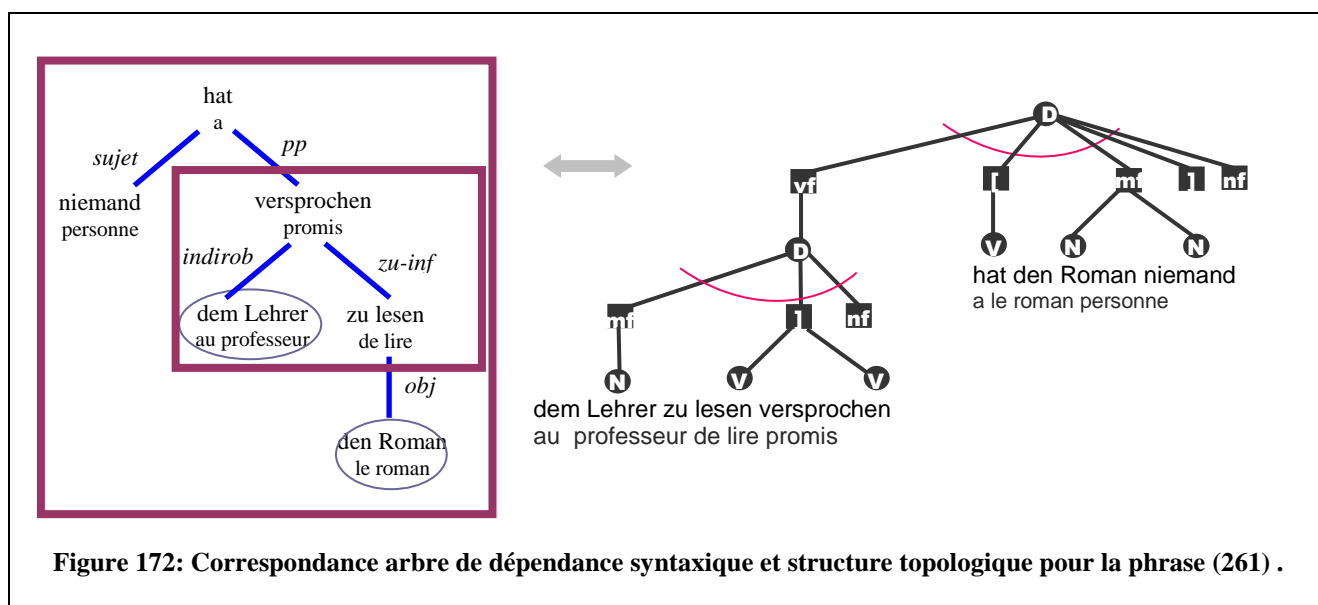 hat
a
sujet
pp
niemand
personne
versprochen
promis
indirob
zu-inf
dem Lehrer
au professeur
zu lesen
de lire
obj
den Roman
le roman
D
vf
[
mf
]
nf
V
N
N
hat den Roman niemand
a le roman personne
D
mf
]
nf
N
V
V
dem Lehrer zu lesen versprochen
au professeur de lire promis
Figure 172: Correspondance arbre de dépendance syntaxique et structure topologique pour la phrase (261) .